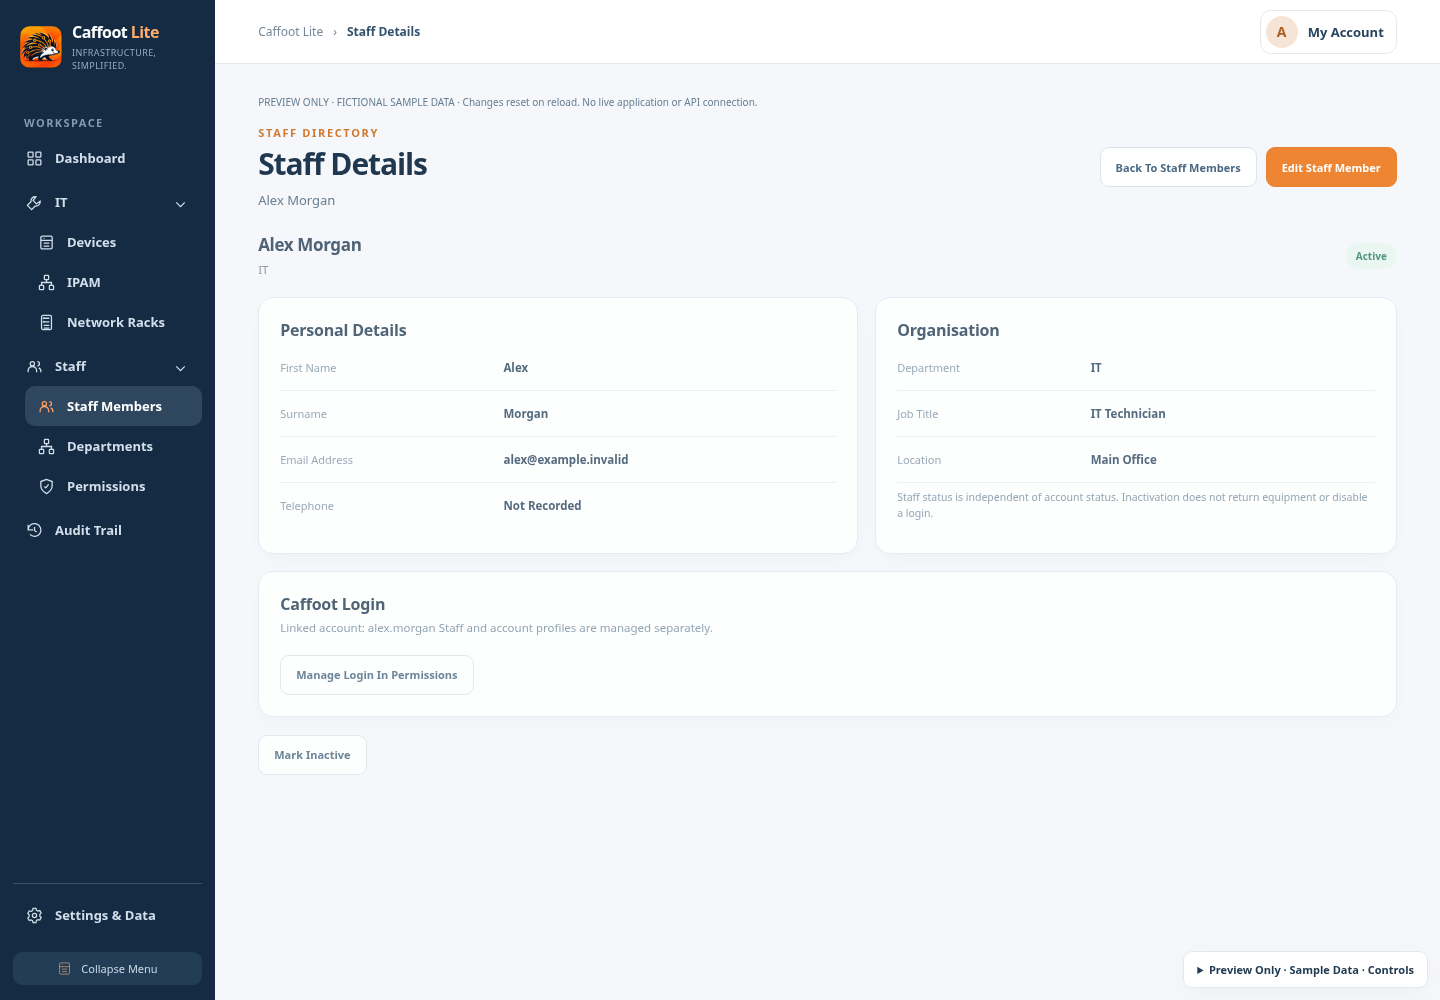 Caffoot Lite
INFRASTRUCTURE,
SIMPLIFIED.
WORKSPACE
Dashboard
IT
Devices
IPAM
Network Racks
Staff
Staff Members
Departments
Permissions
Audit Trail
Settings & Data
Collapse Menu
Caffoot Lite › Staff Details
A My Account
PREVIEW ONLY · FICTIONAL SAMPLE DATA · Changes reset on reload. No live application or API connection.
STAFF DIRECTORY
Staff Details
Alex Morgan
Back To Staff Members
Edit Staff Member
Alex Morgan
IT
Active
Personal Details
First Name Alex
Surname Morgan
Email Address alex@example.invalid
Telephone Not Recorded
Organisation
Department IT
Job Title IT Technician
Location Main Office
Staff status is independent of account status. Inactivation does not return equipment or disable
a login.
Caffoot Login
Linked account: alex.morgan Staff and account profiles are managed separately.
Manage Login In Permissions
Mark Inactive
Preview Only · Sample Data · Controls